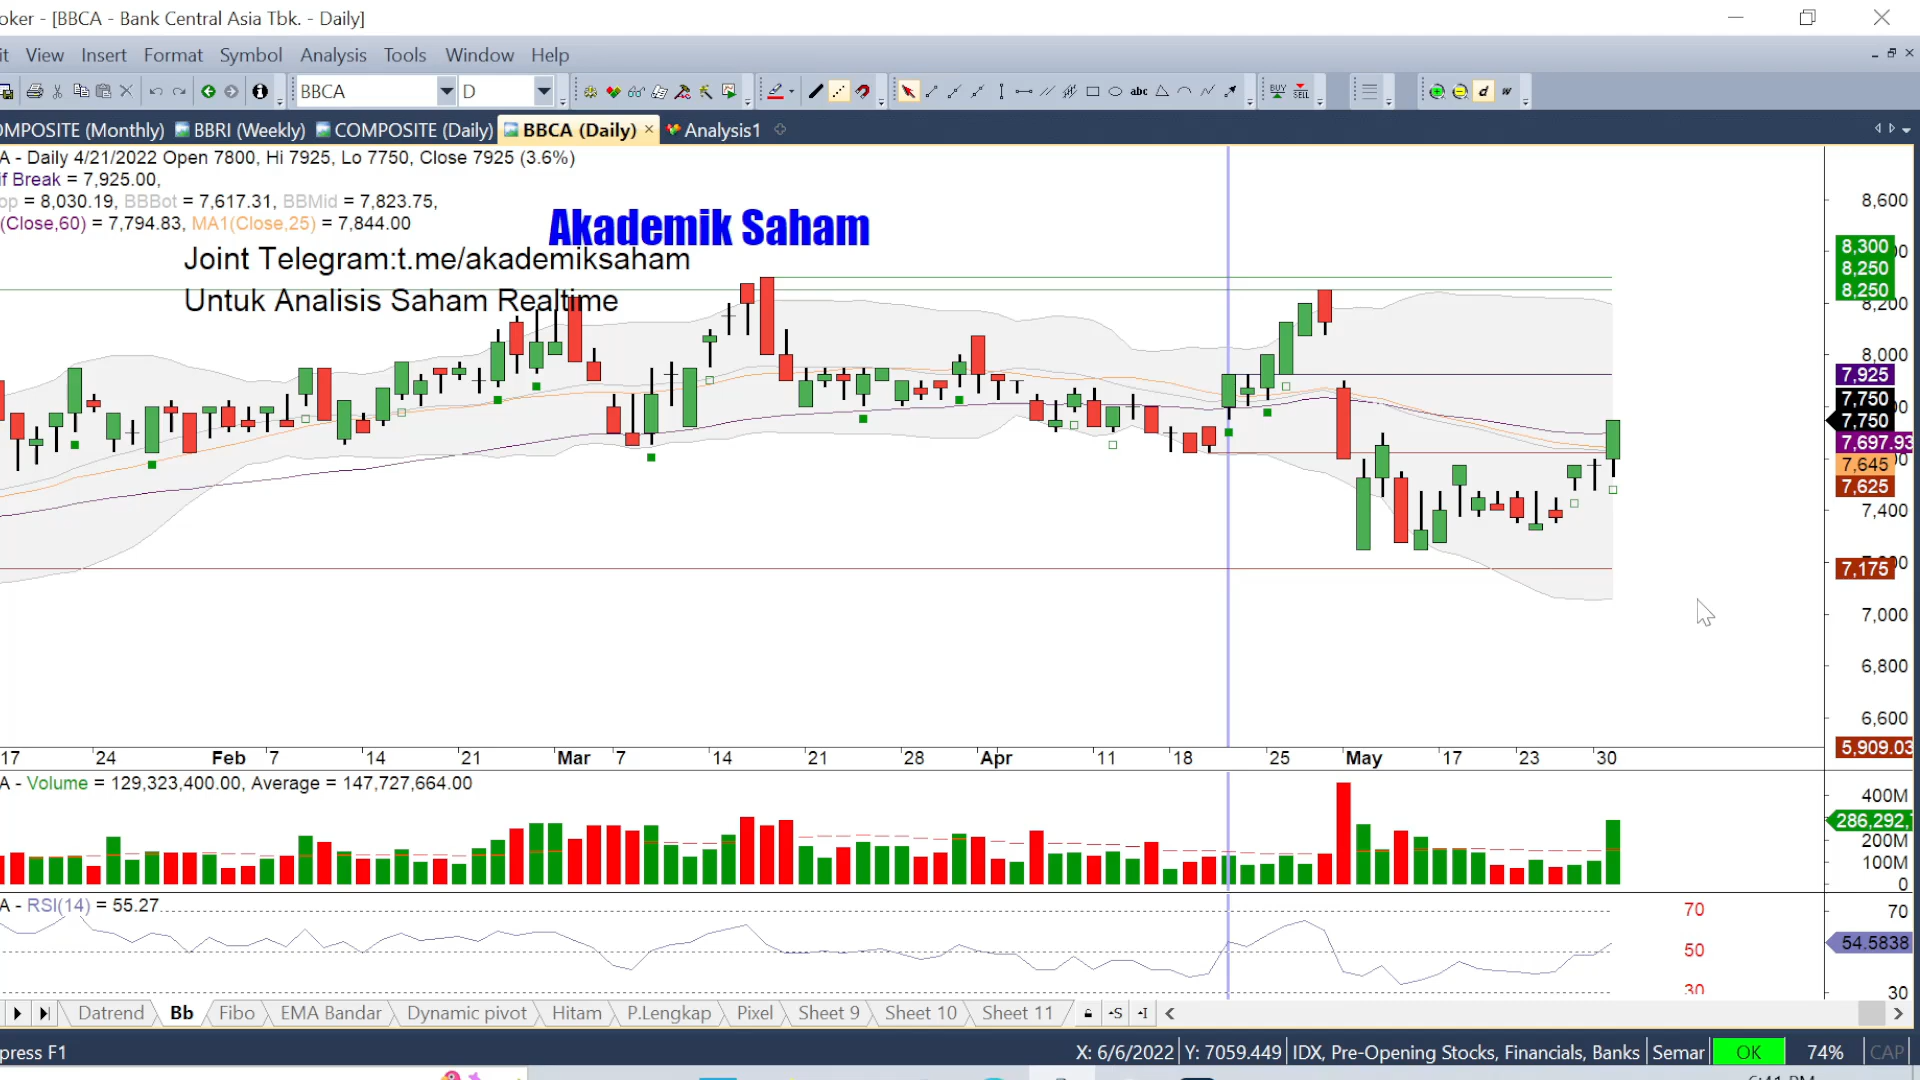 oker - [BBCA - Bank Central Asia Tbk. - Daily]
it View Insert Format Symbol Analysis Tools Window Help
BBCA D
abc BUY SELL d w
OMPOSITE (Monthly) BBRI (Weekly) COMPOSITE (Daily) BBCA (Daily) Analysis1
A - Daily 4/21/2022 Open 7800, Hi 7925, Lo 7750, Close 7925 (3.6%)
if Break = 7,925.00,
op = 8,030.19, BBBot = 7,617.31, BBMid = 7,823.75,
(Close,60) = 7,794.83, MA1(Close,25) = 7,844.00
Akademik Saham
Joint Telegram:t.me/akademiksaham
Untuk Analisis Saham Realtime
8,600
8,300
8,250
8,250
8,200
8,000
7,925
7,750
7,750
7,697.93
7,645
7,625
7,400
7,175
7,000
6,800
6,600
5,909.03
17 24 Feb 7 14 21 Mar 7 14 21 28 Apr 11 18 25 May 17 23 30
A - Volume = 129,323,400.00, Average = 147,727,664.00
400M
286,292,
200M
100M
0
A - RSI(14) = 55.27
70 70
50 54.5838
30 30
Datrend Bb Fibo EMA Bandar Dynamic pivot Hitam P.Lengkap Pixel Sheet 9 Sheet 10 Sheet 11 S I
press F1 X: 6/6/2022 Y: 7059.449 IDX, Pre-Opening Stocks, Financials, Banks Semar OK 74% CAP